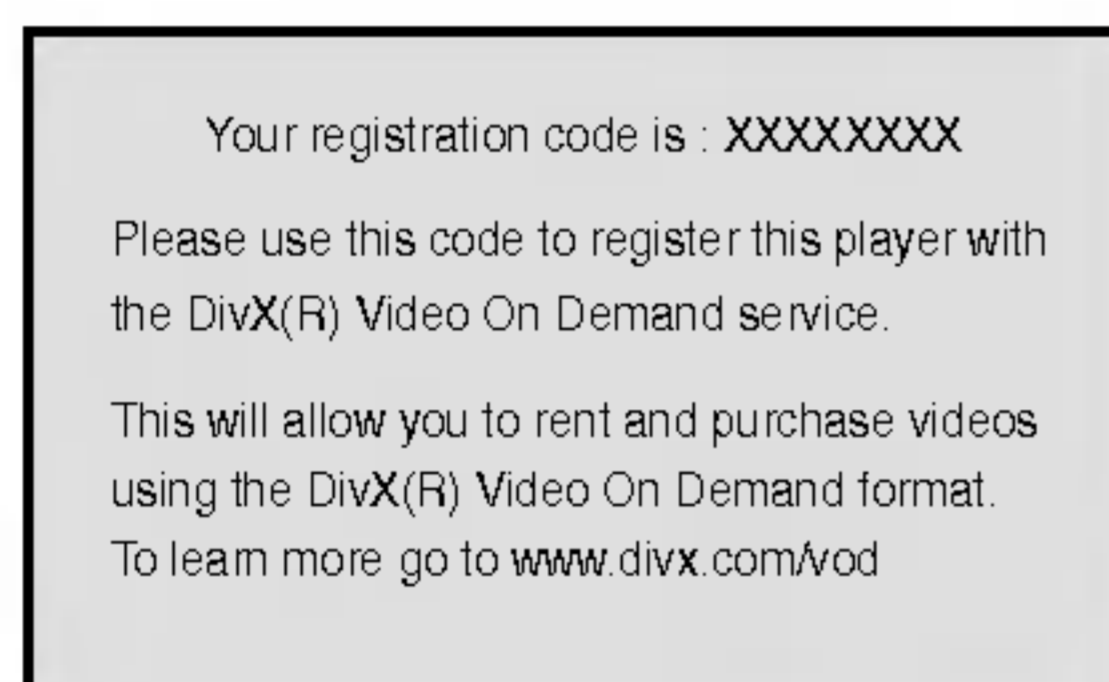 Your registration code is : XXXXXXXX
Please use this code to register this player with
the DivX(R) Video On Demand service.
This will allow you to rent and purchase videos
using the DivX(R) Video On Demand format.
To learn more go to www.divx.com/vod